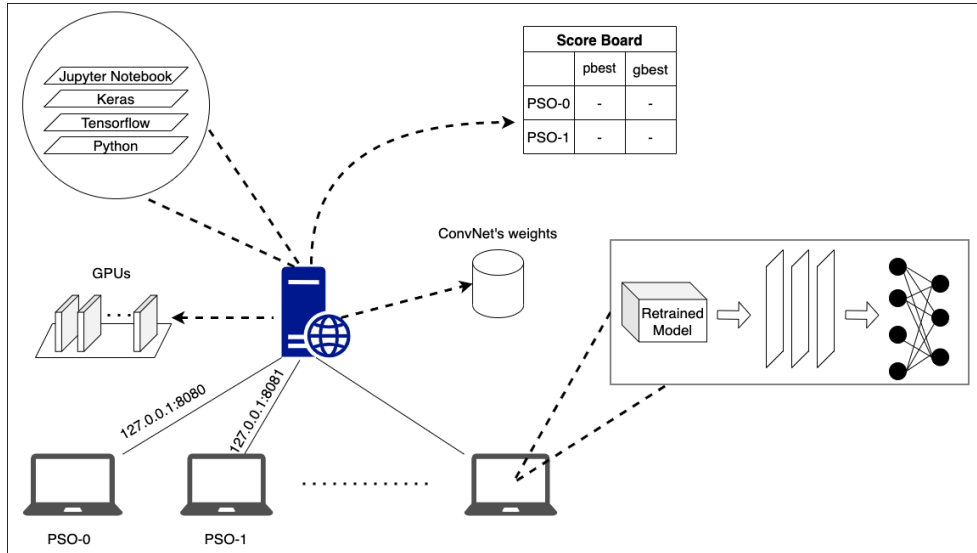 Jupyter Notebook
Keras
Tensorflow
Python
Score Board
pbest gbest
PSO-0 - -
PSO-1 - -
ConvNet's weights
GPUs
Retrained
Model
127.0.0.1:8080
127.0.0.1:8081
PSO-0
PSO-1